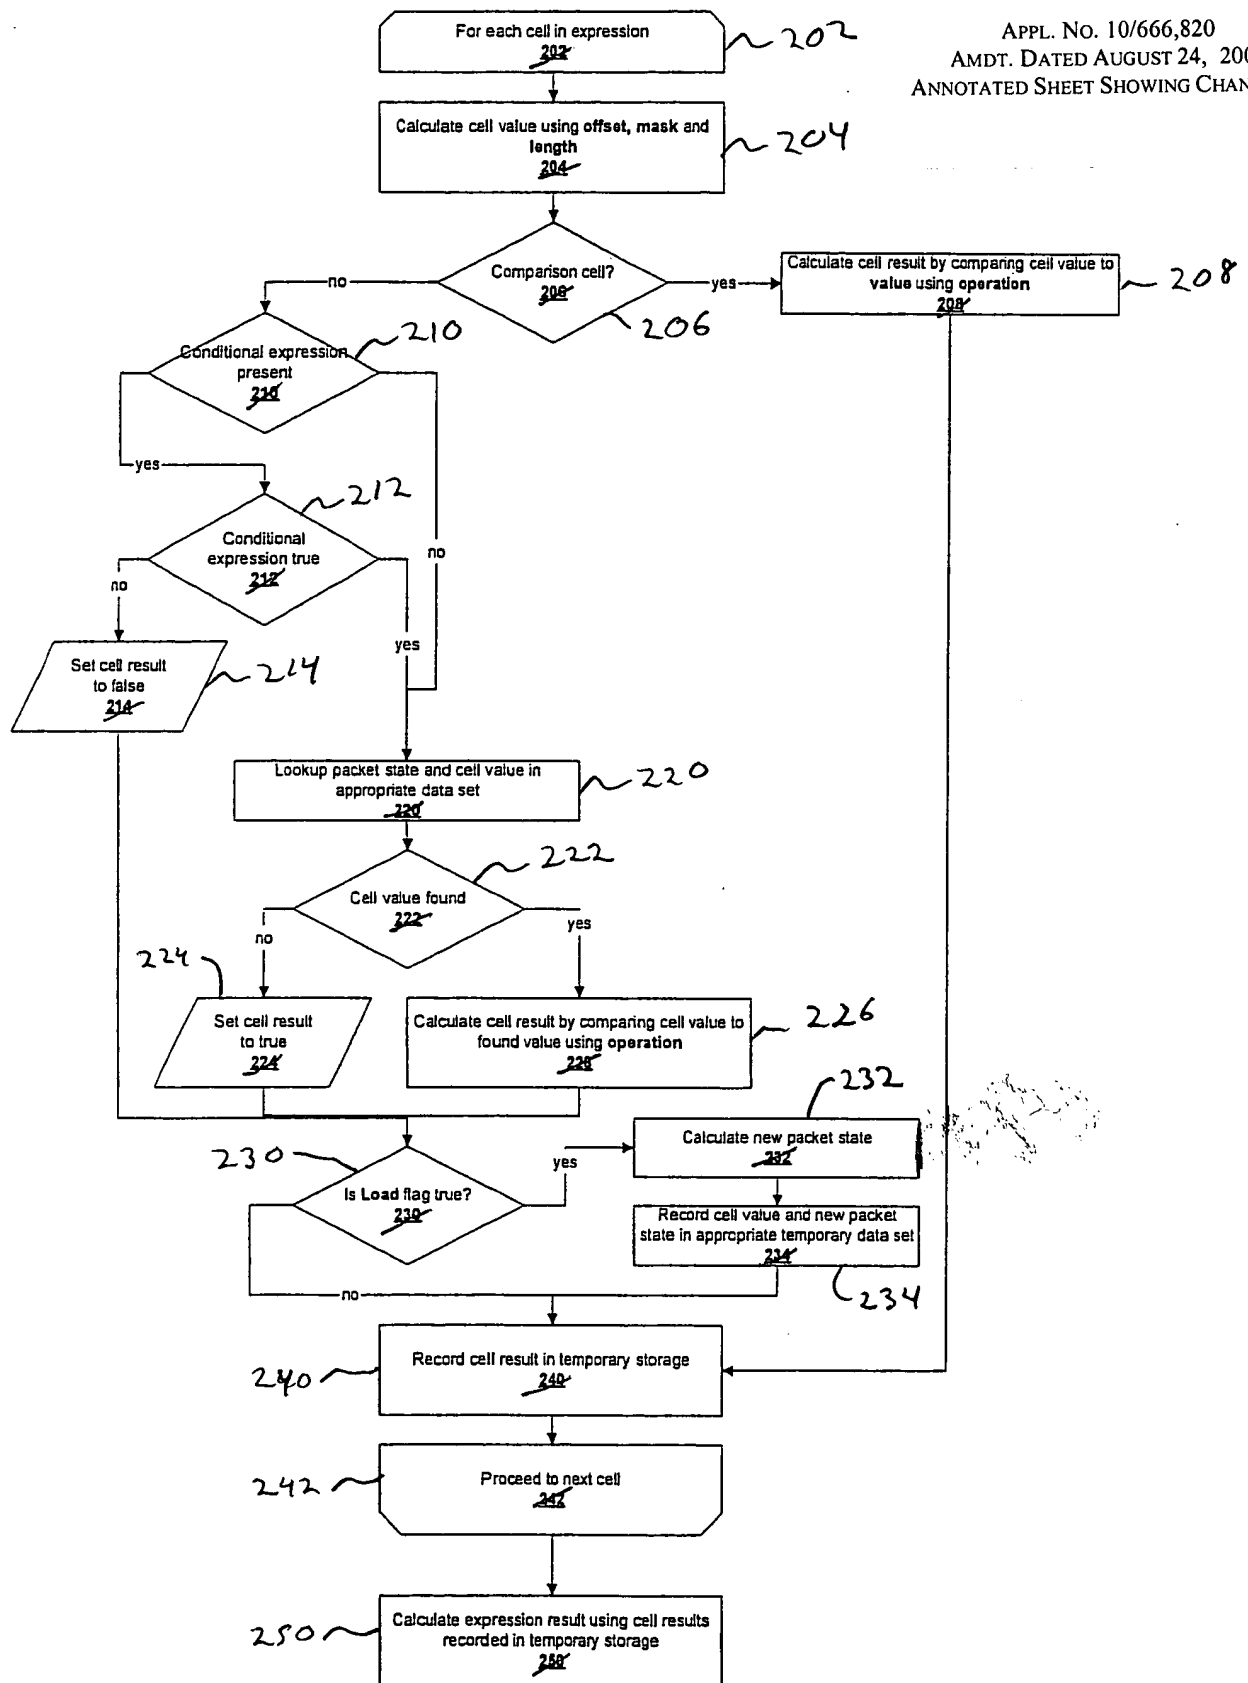 APPL. NO. 10/666,820
AMDT. DATED AUGUST 24, 200
ANNOTATED SHEET SHOWING CHAN
For each cell in expression
202
202
Calculate cell value using offset, mask and
length
204
204
Comparison cell?
206
206
no
yes
Calculate cell result by comparing cell value to
value using operation
208
208
Conditional expression
present
210
210
yes
no
Conditional
expression true
212
212
no
yes
Set cell result
to false
214
214
Lookup packet state and cell value in
appropriate data set
220
220
Cell value found
222
222
no
yes
224
Set cell result
to true
224
Calculate cell result by comparing cell value to
found value using operation
226
226
232
Calculate new packet state
232
230
Is Load flag true?
230
yes
no
Record cell value and new packet
state in appropriate temporary data set
234
234
Record cell result in temporary storage
240
240
Proceed to next cell
242
242
Calculate expression result using cell results
recorded in temporary storage
250
250